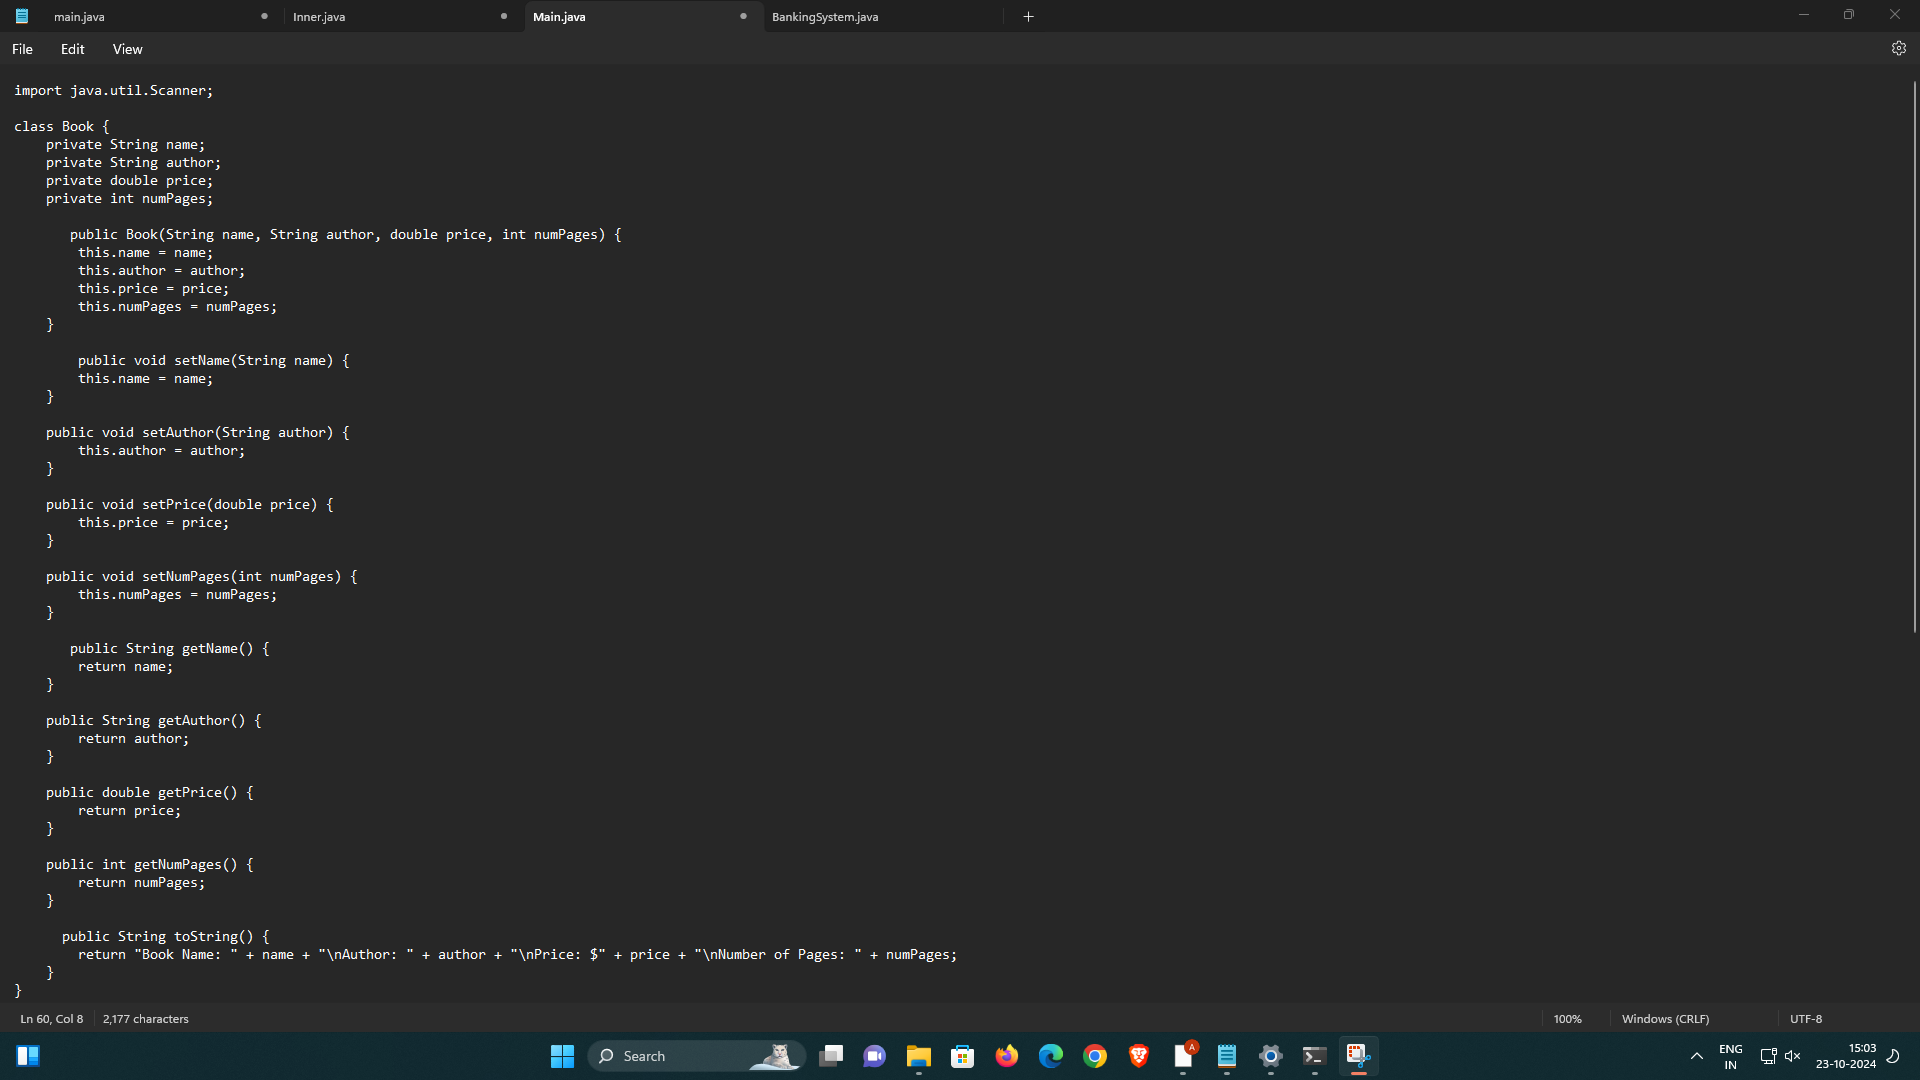 main.java Inner.java Main.java BankingSystem.java
File Edit View
import java.util.Scanner;
class Book {
private String name;
private String author;
private double price;
private int numPages;
public Book(String name, String author, double price, int numPages) {
this.name = name;
this.author = author;
this.price = price;
this.numPages = numPages;
}
public void setName(String name) {
this.name = name;
}
public void setAuthor(String author) {
this.author = author;
}
public void setPrice(double price) {
this.price = price;
}
public void setNumPages(int numPages) {
this.numPages = numPages;
}
public String getName() {
return name;
}
public String getAuthor() {
return author;
}
public double getPrice() {
return price;
}
public int getNumPages() {
return numPages;
}
public String toString() {
return "Book Name: " + name + "\nAuthor: " + author + "\nPrice: $" + price + "\nNumber of Pages: " + numPages;
}
}
Ln 60, Col 8 2,177 characters 100% Windows (CRLF) UTF-8
Search A ENG 15:03
IN 23-10-2024